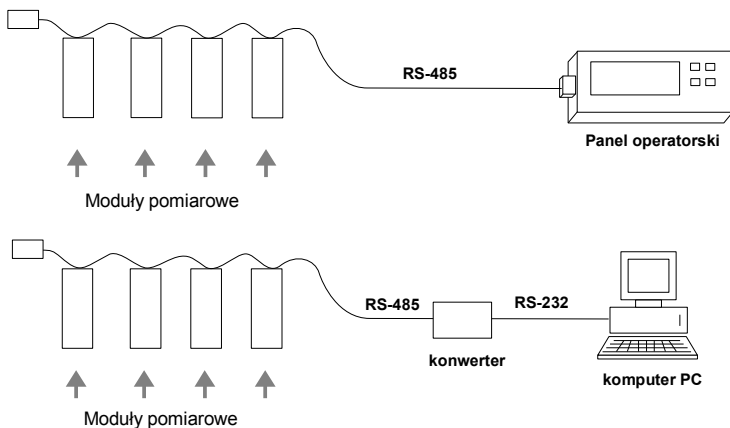 RS-485
Panel operatorski
Moduły pomiarowe
RS-485
RS-232
konwerter
komputer PC
Moduły pomiarowe